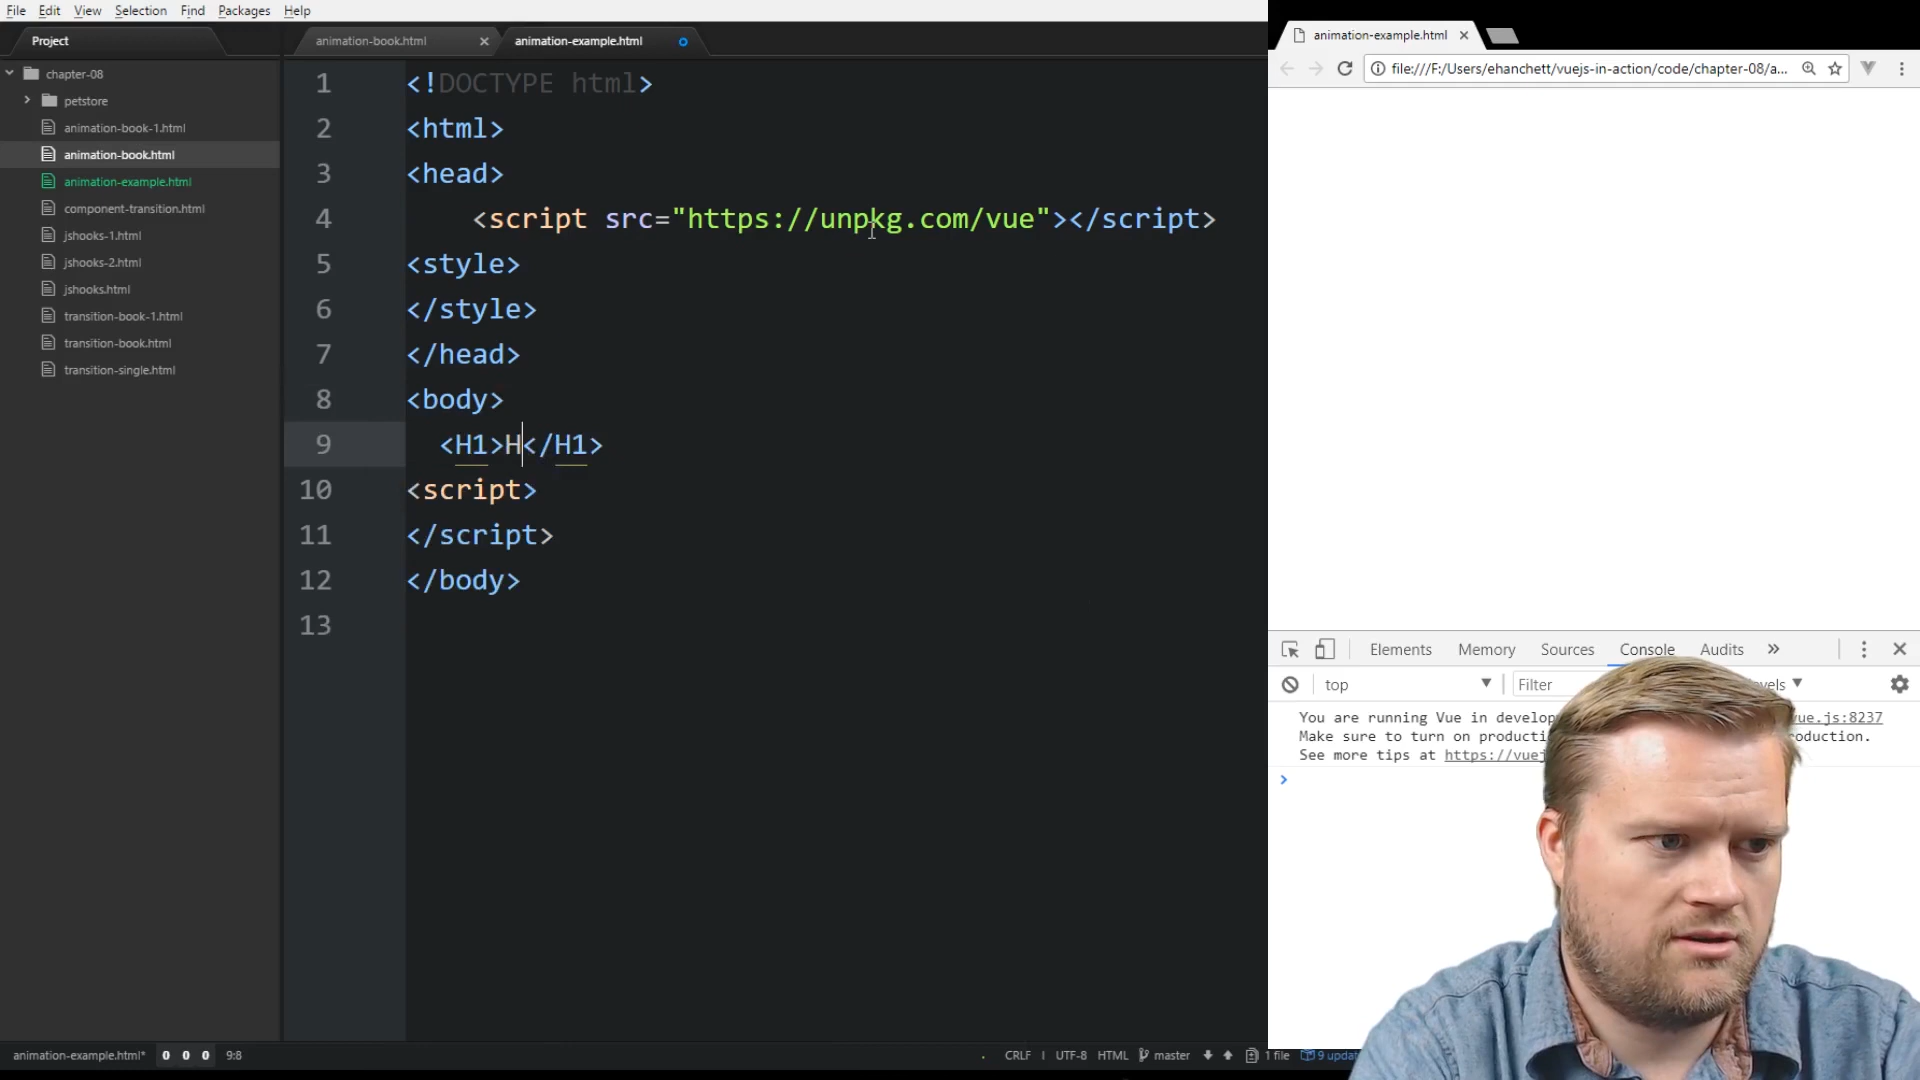 File Edit View Selection Find Packages Help
Project
animation-book.html
animation-example.html
chapter-08
petstore
animation-book-1.html
animation-book.html
animation-example.html
component-transition.html
jshooks-1.html
jshooks-2.html
jshooks.html
transition-book-1.html
transition-book.html
transition-single.html
1 <!DOCTYPE html>
2 <html>
3 <head>
4 <script src="https://unpkg.com/vue"></script>
5 <style>
6 </style>
7 </head>
8 <body>
9 <H1>H</H1>
10 <script>
11 </script>
12 </body>
13
animation-example.html* 0 0 0 9:8
CRLF UTF-8 HTML master 1 file 9 updat
animation-example.html
file:///F:/Users/ehanchett/vuejs-in-action/code/chapter-08/a...
Elements Memory Sources Console Audits »
top Filter evels
You are running Vue in develop vue.js:8237
Make sure to turn on producti oduction.
See more tips at https://vuej
>